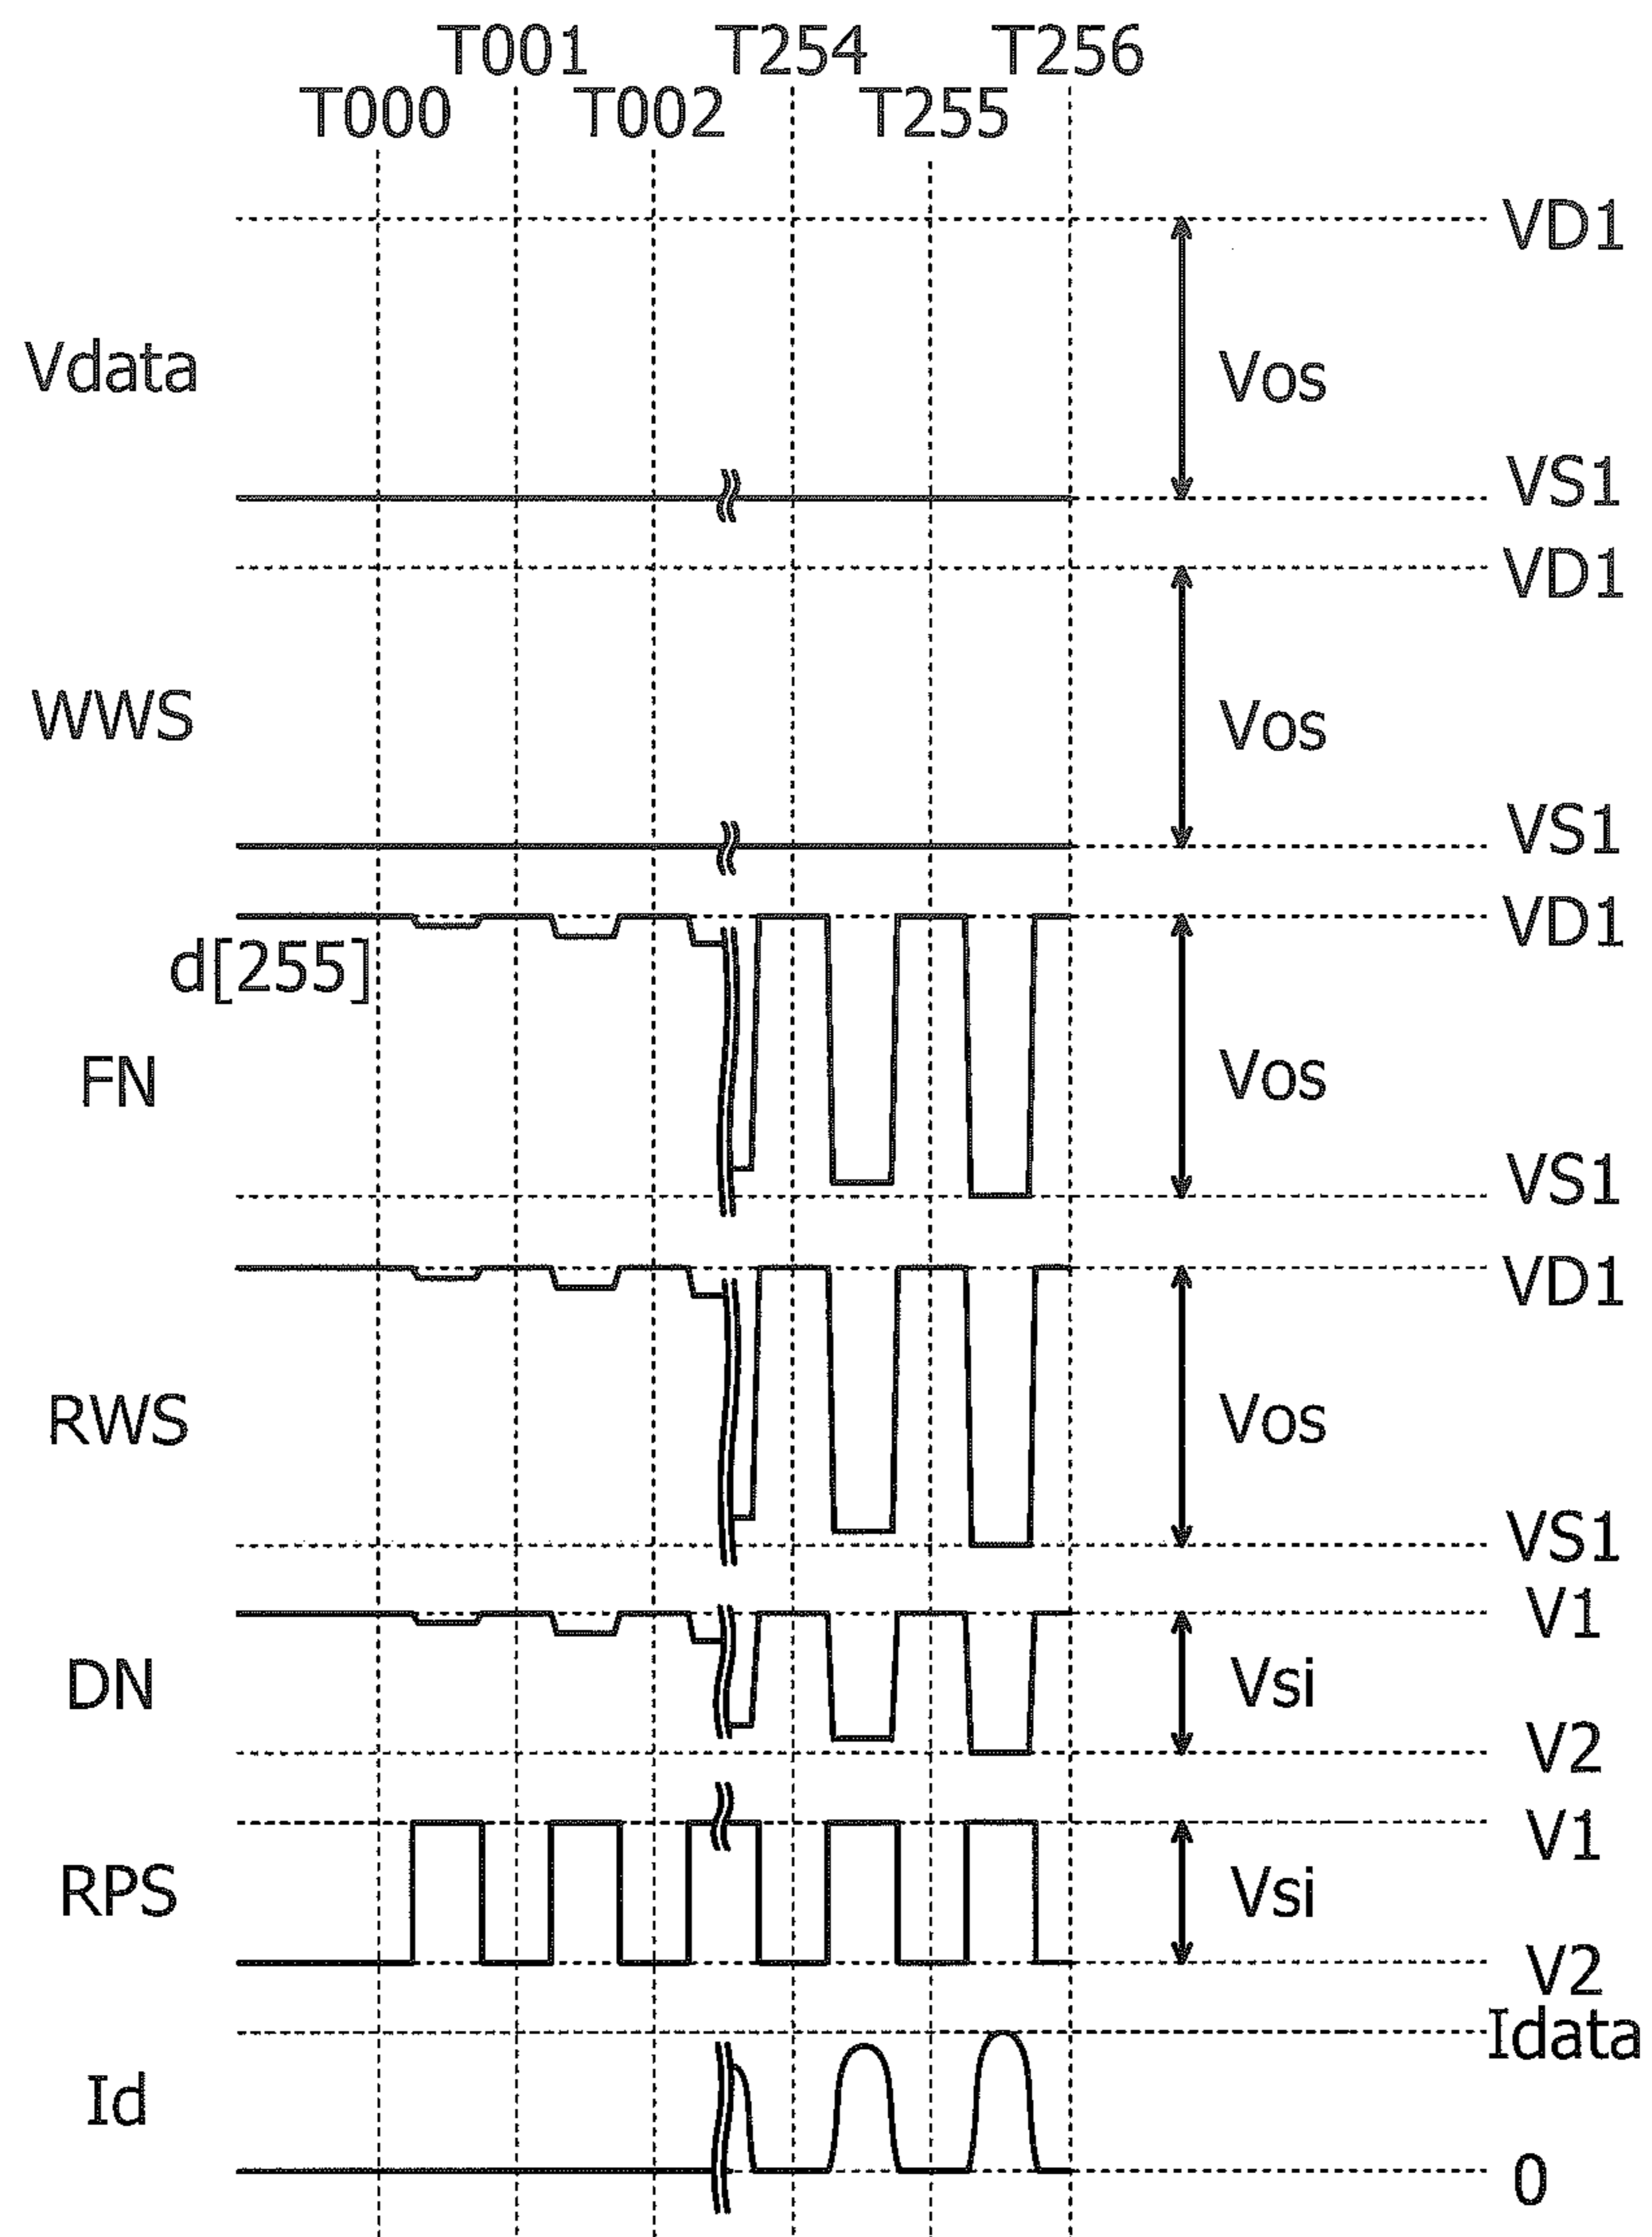 T001 T254 T256
T000 T002 T255
VD1
Vdata Vos
VS1
VD1
WWS Vos
VS1
VD1
d[255]
FN Vos
VS1
VD1
RWS Vos
VS1
V1
DN Vsi
V2
V1
RPS Vsi
V2
Idata
Id
0